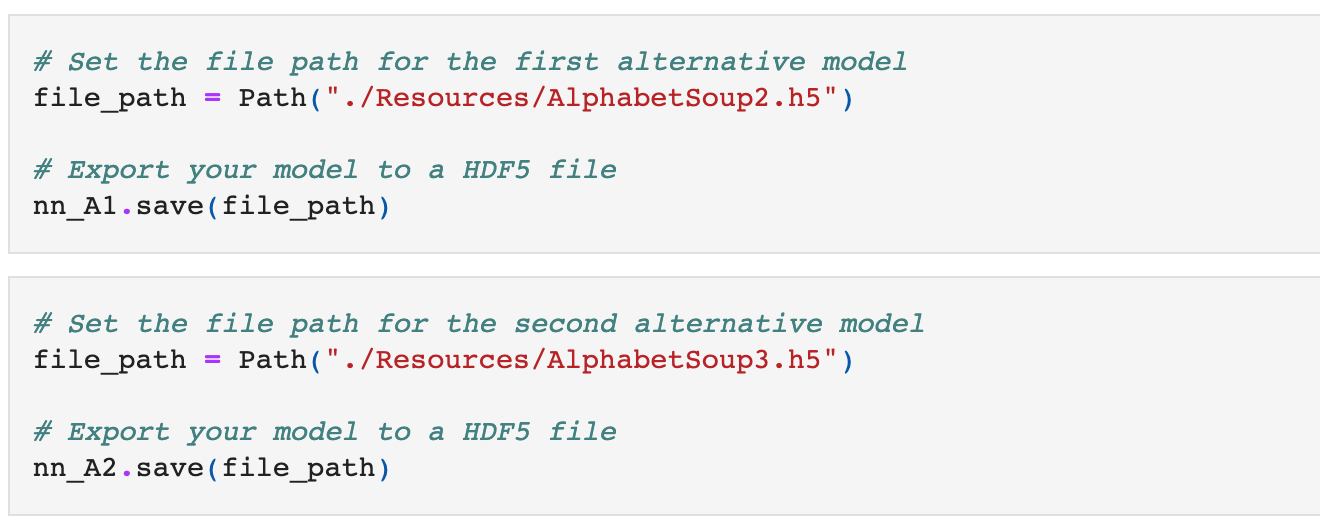 # Set the file path for the first alternative model
file_path = Path("./Resources/AlphabetSoup2.h5")
# Export your model to a HDF5 file
nn_A1.save(file_path)
# Set the file path for the second alternative model
file_path = Path("./Resources/AlphabetSoup3.h5")
# Export your model to a HDF5 file
nn_A2.save(file_path)